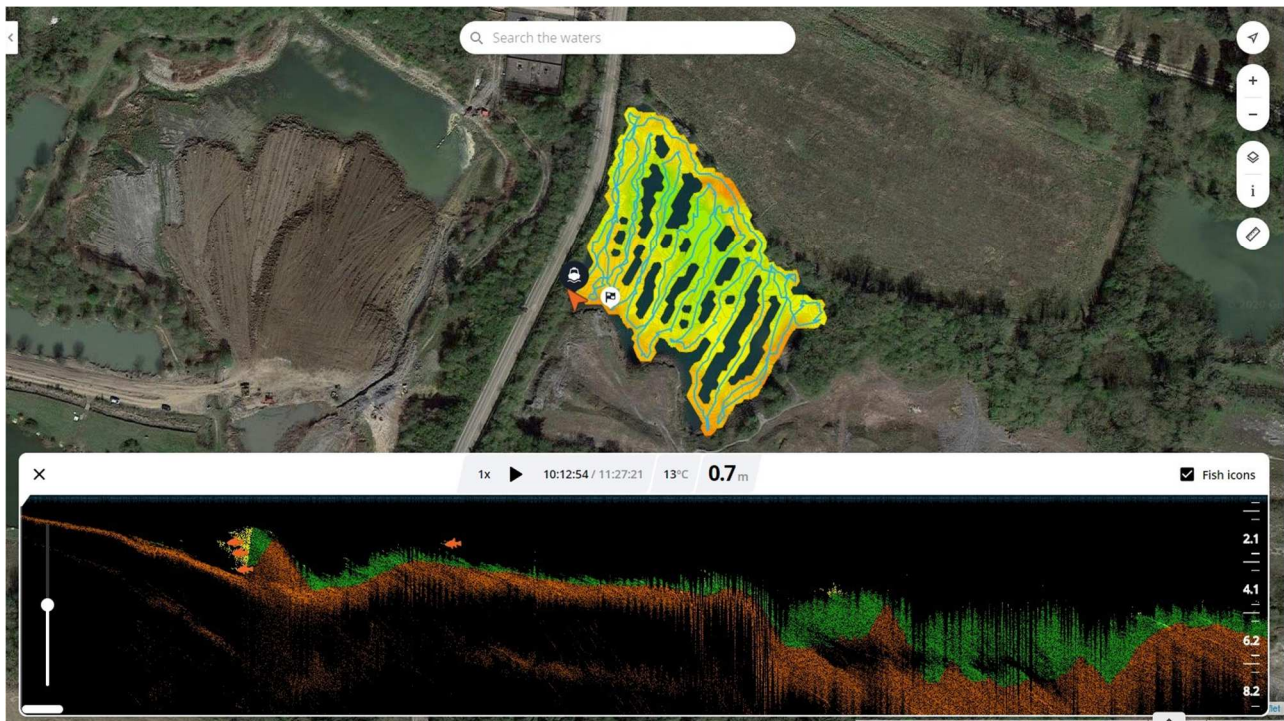 Search the waters
+
−
i
1x 10:12:54 / 11:27:21 13°C 0.7 m
Fish icons
2.1
4.1
6.2
8.2